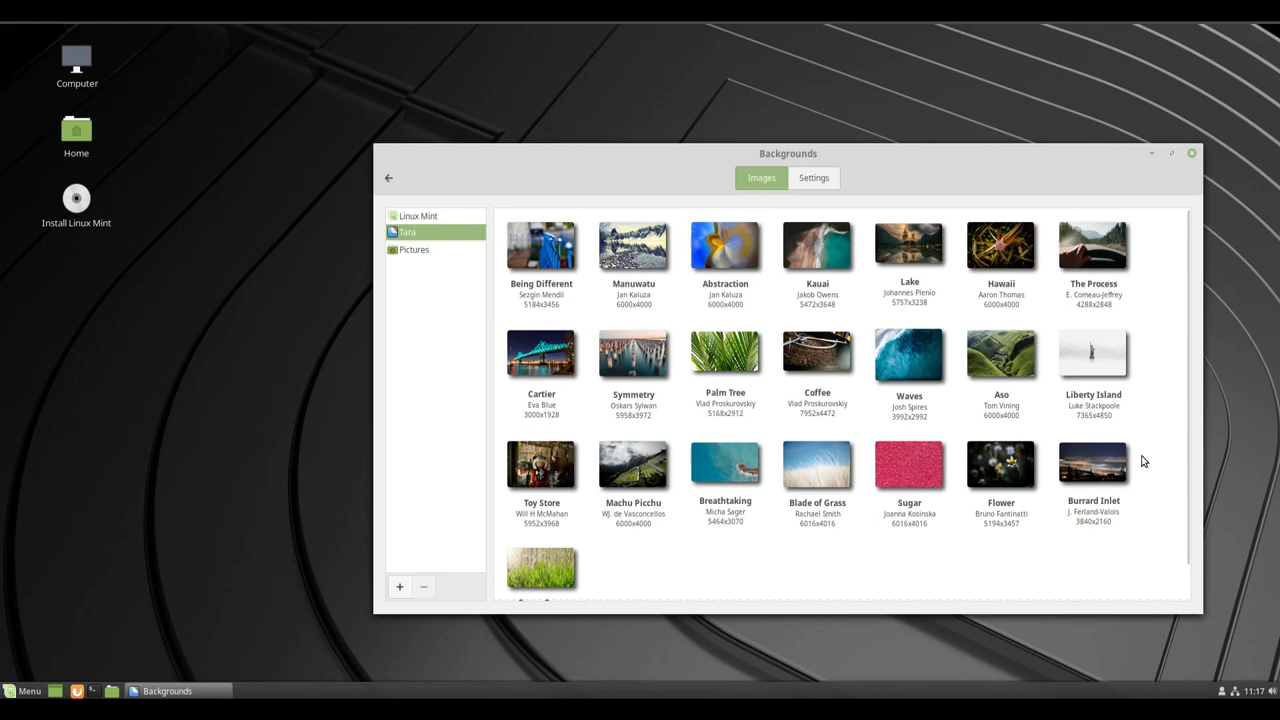 Computer
Home
Install Linux Mint
Backgrounds
Images
Settings
Linux Mint
Tara
Pictures
Being Different
Sezgin Mendil
5184x3456
Manuwatu
Jan Kaluza
6000x4000
Abstraction
Jan Kaluza
6000x4000
Kauai
Jakob Owens
5472x3648
Lake
Johannes Plenio
5757x3238
Hawaii
Aaron Thomas
6000x4000
The Process
E. Comeau-Jeffrey
4288x2848
Cartier
Eva Blue
3000x1928
Symmetry
Oskars Sylwan
5958x3972
Palm Tree
Vlad Proskurovskiy
5168x2912
Coffee
Vlad Proskurovskiy
7952x4472
Waves
Josh Spires
3992x2992
Aso
Tom Vining
6000x4000
Liberty Island
Luke Stackpoole
7365x4850
Toy Store
Will H McMahan
5952x3968
Machu Picchu
WJ. de Vasconcellos
6000x4000
Breathtaking
Micha Sager
5464x3070
Blade of Grass
Rachael Smith
6016x4016
Sugar
Joanna Kosinska
6016x4016
Flower
Bruno Fantinatti
5194x3457
Burrard Inlet
J. Ferland-Valois
3840x2160
Menu
Backgrounds
11:17